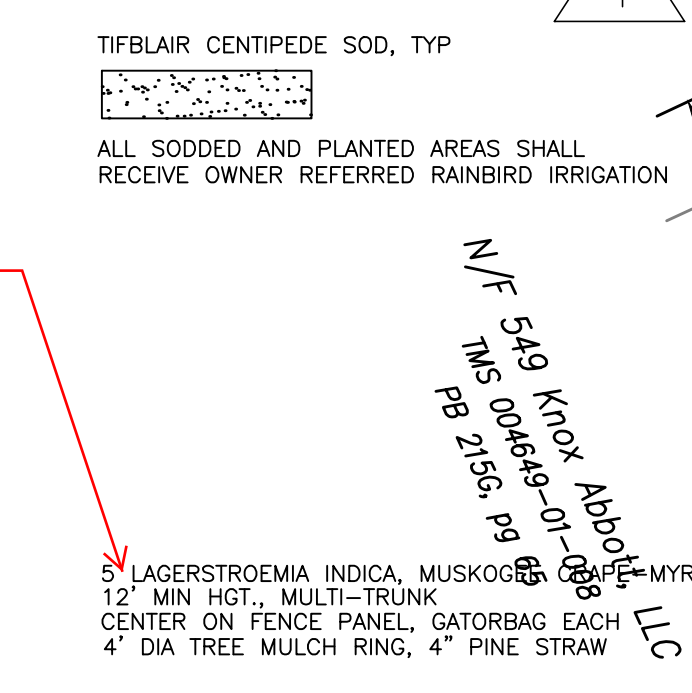 TIFBLAIR CENTIPEDE SOD, TYP
ALL SODDED AND PLANTED AREAS SHALL
RECEIVE OWNER REFERRED RAINBIRD IRRIGATION
N/F 549 Knox Abbott, LLC
TMS 004649-01-008
PB 215G, pg 65
5 LAGERSTROEMIA INDICA, MUSKOGEE CRAPE-MYR
12' MIN HGT., MULTI-TRUNK
CENTER ON FENCE PANEL, GATORBAG EACH
4' DIA TREE MULCH RING, 4" PINE STRAW